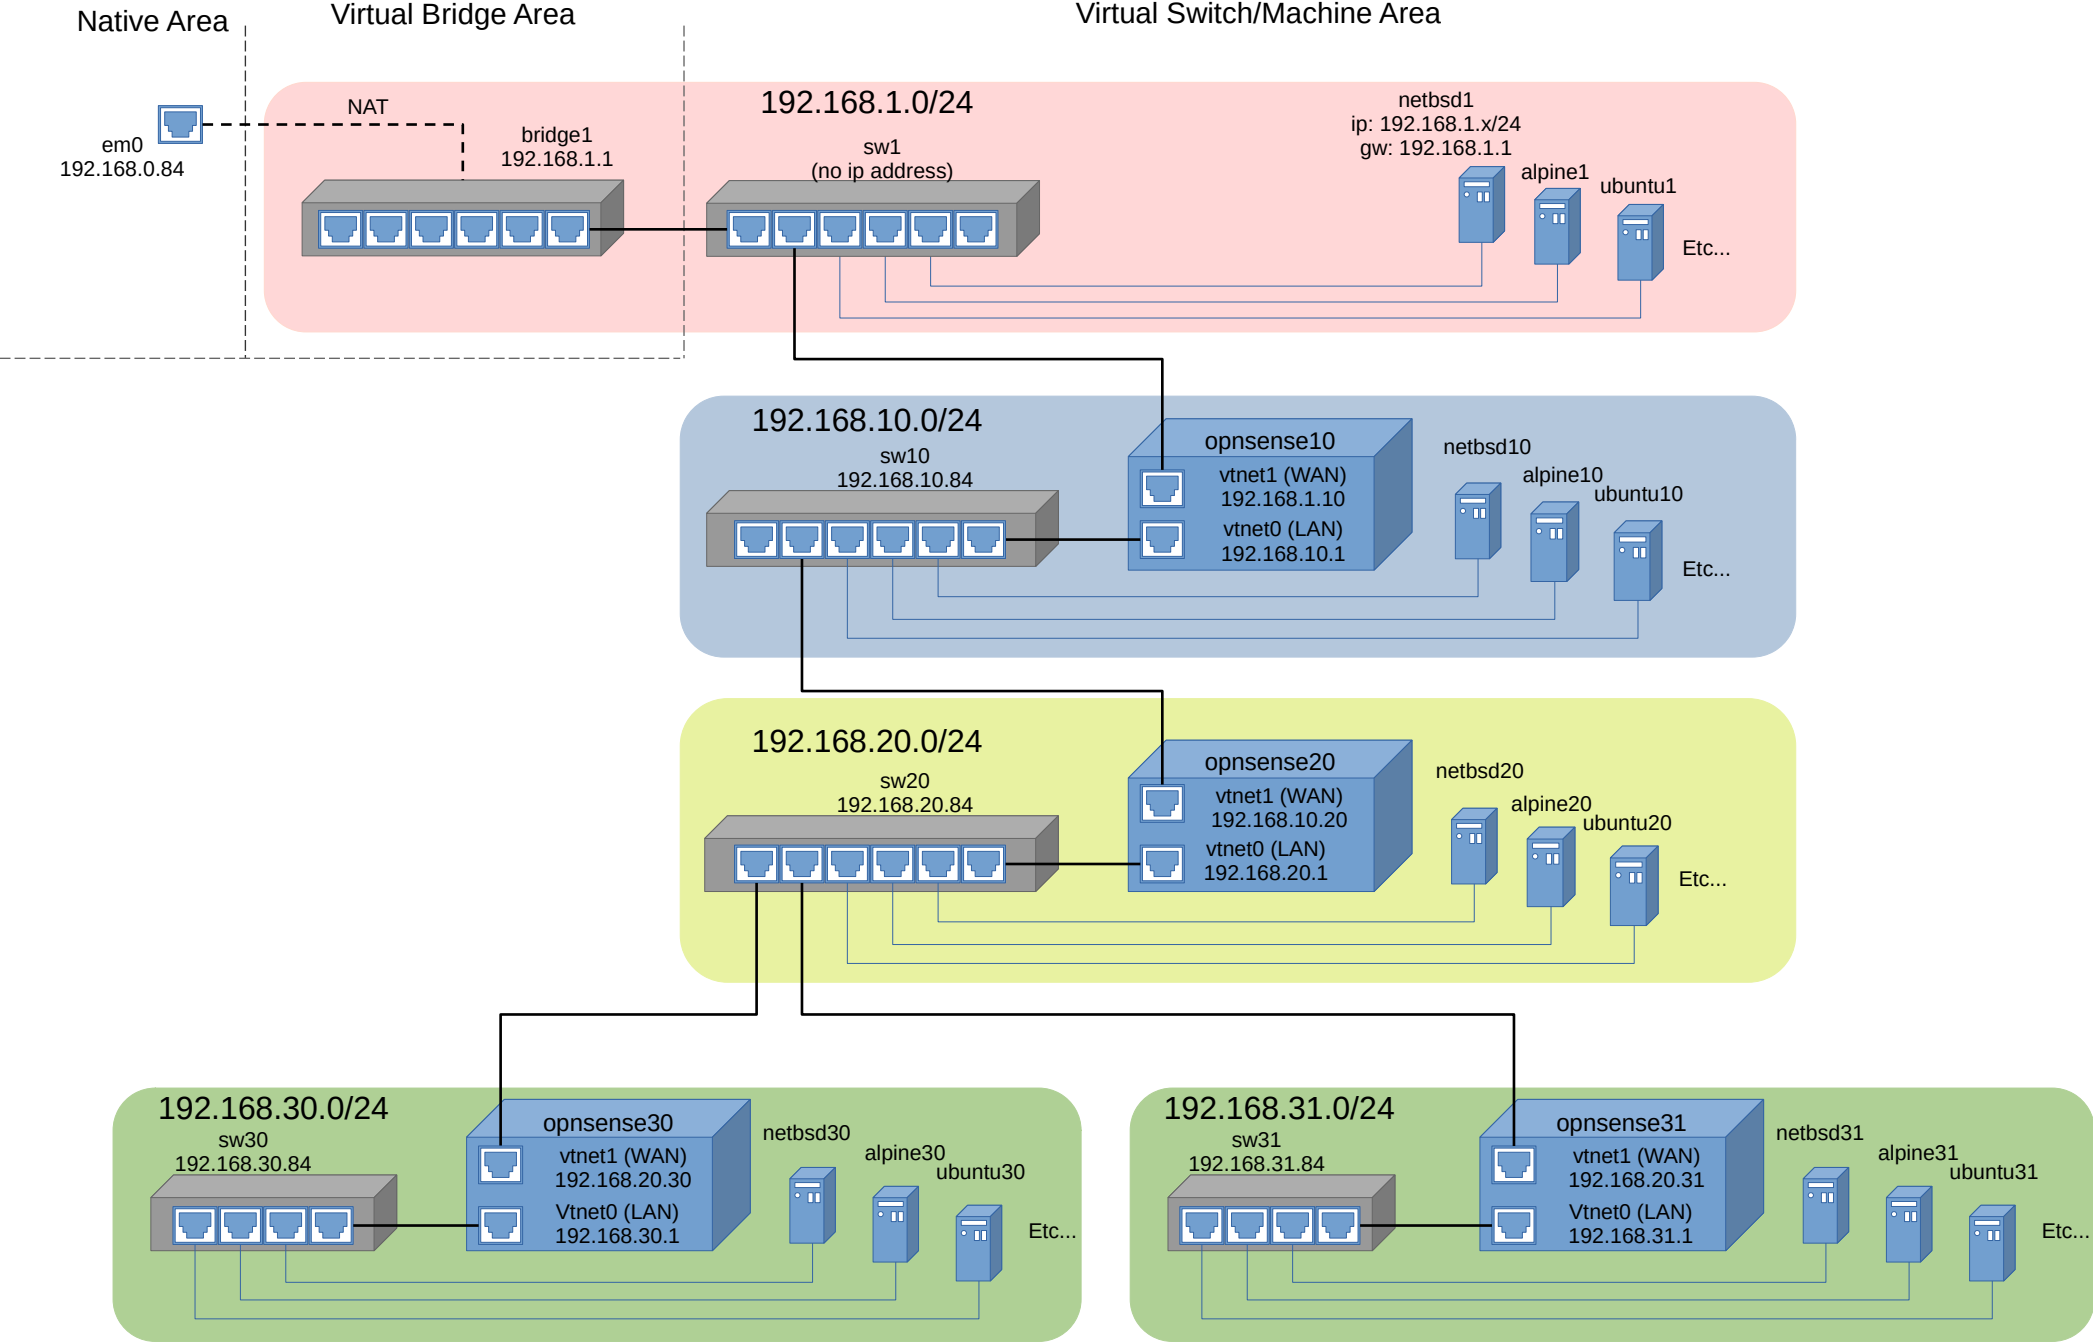 Native Area
Virtual Bridge Area
Virtual Switch/Machine Area
em0
192.168.0.84
NAT
bridge1
192.168.1.1
192.168.1.0/24
sw1
(no ip address)
netbsd1
ip: 192.168.1.x/24
gw: 192.168.1.1
alpine1
ubuntu1
Etc...
192.168.10.0/24
sw10
192.168.10.84
opnsense10
vtnet1 (WAN)
192.168.1.10
vtnet0 (LAN)
192.168.10.1
netbsd10
alpine10
ubuntu10
Etc...
192.168.20.0/24
sw20
192.168.20.84
opnsense20
vtnet1 (WAN)
192.168.10.20
vtnet0 (LAN)
192.168.20.1
netbsd20
alpine20
ubuntu20
Etc...
192.168.30.0/24
sw30
192.168.30.84
opnsense30
vtnet1 (WAN)
192.168.20.30
Vtnet0 (LAN)
192.168.30.1
netbsd30
alpine30
ubuntu30
Etc...
192.168.31.0/24
sw31
192.168.31.84
opnsense31
vtnet1 (WAN)
192.168.20.31
Vtnet0 (LAN)
192.168.31.1
netbsd31
alpine31
ubuntu31
Etc...